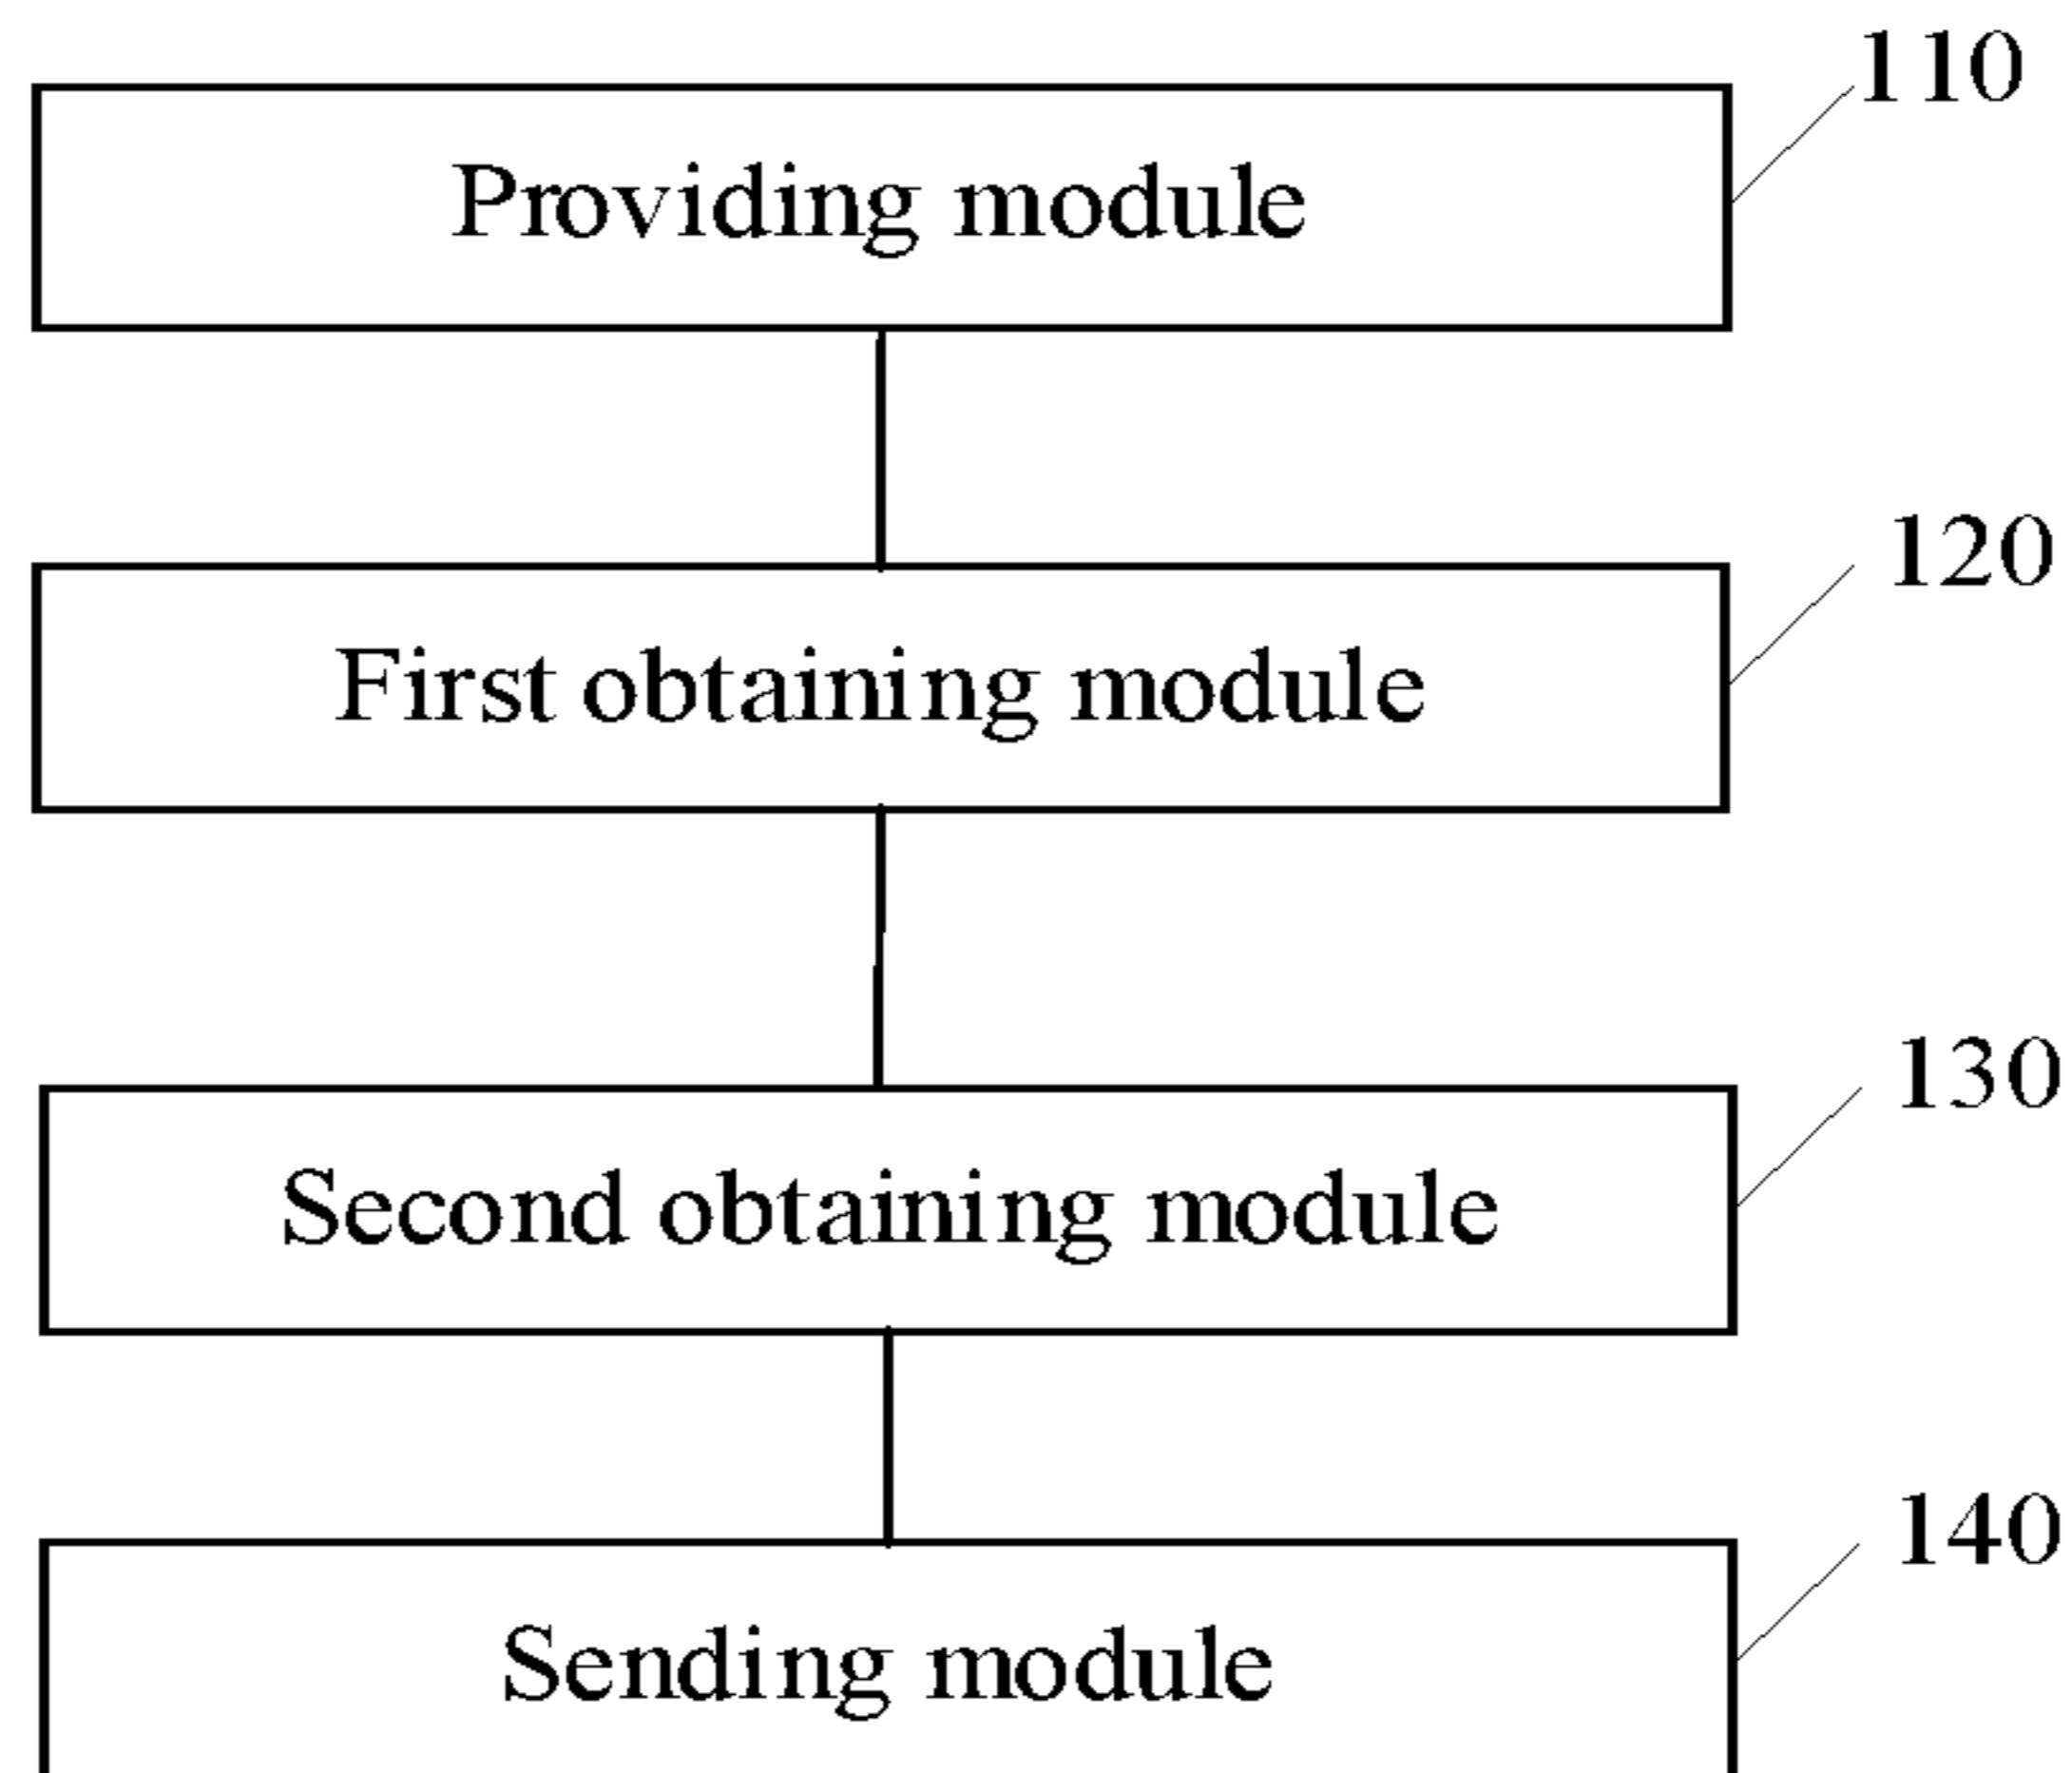 110
Providing module
120
First obtaining module
130
Second obtaining module
140
Sending module